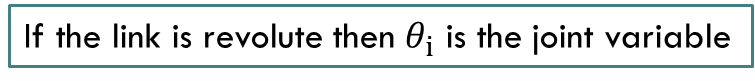 If the link is revolute then θᵢ is the joint variable